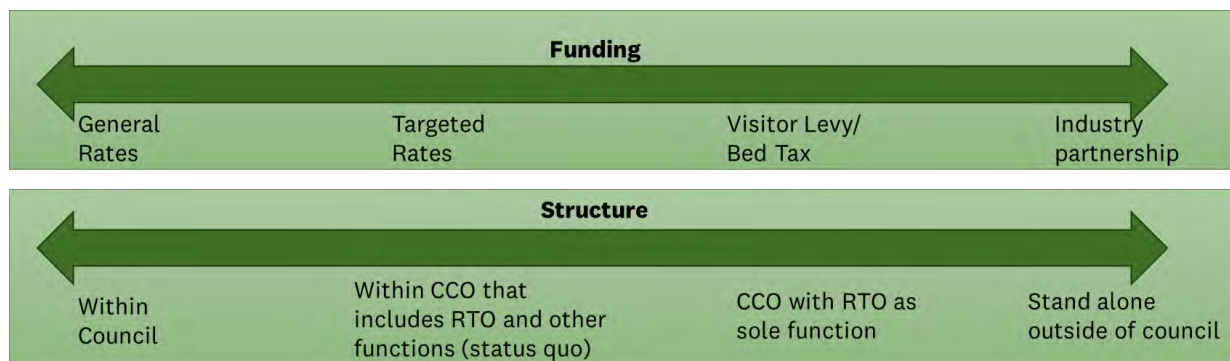 Funding
General
Rates
Targeted
Rates
Visitor Levy/
Bed Tax
Industry
partnership
Structure
Within
Council
Within CCO that
includes RTO and other
functions (status quo)
CCO with RTO as
sole function
Stand alone
outside of council